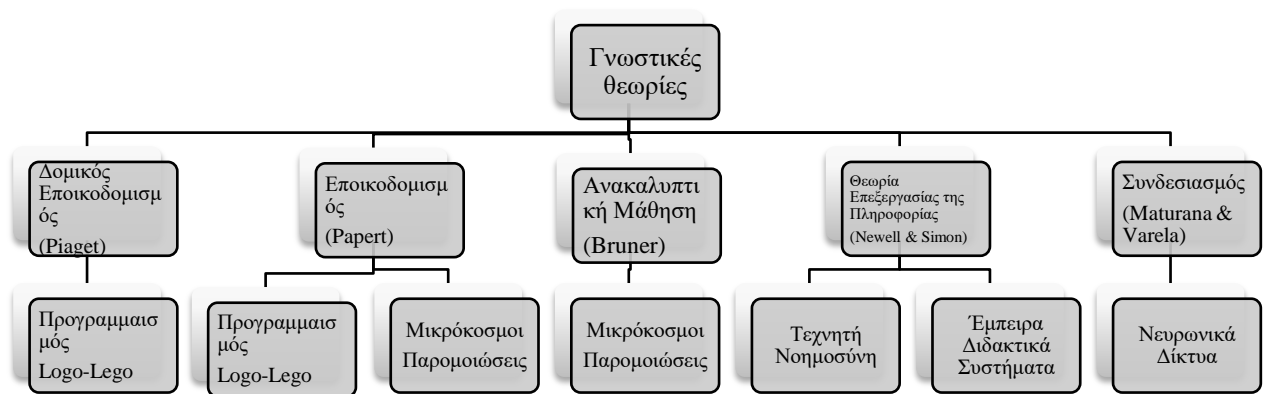 Γνωστικές
θεωρίες
Δομικός
Εποικοδομισμ
ός
(Piaget)
Εποικοδομισμ
ός
(Papert)
Ανακαλυπτι
κή Μάθηση
(Bruner)
Θεωρία
Επεξεργασίας της
Πληροφορίας
(Newell & Simon)
Συνδεσιασμός
(Maturana &
Varela)
Προγραμμαισ
μός
Logo-Lego
Προγραμμαισ
μός
Logo-Lego
Μικρόκοσμοι
Παρομοιώσεις
Μικρόκοσμοι
Παρομοιώσεις
Τεχνητή
Νοημοσύνη
Έμπειρα
Διδακτικά
Συστήματα
Νευρωνικά
Δίκτυα